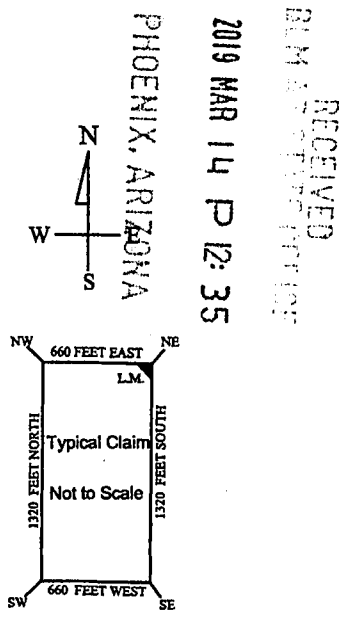 RECEIVED
2019 MAR 14 P 12:35
PHOENIX, ARIZONA
N
W
E
S
NW
NE
660 FEET EAST
L.M.
1320 FEET NORTH
1320 FEET SOUTH
Typical Claim
Not to Scale
660 FEET WEST
SW
SE